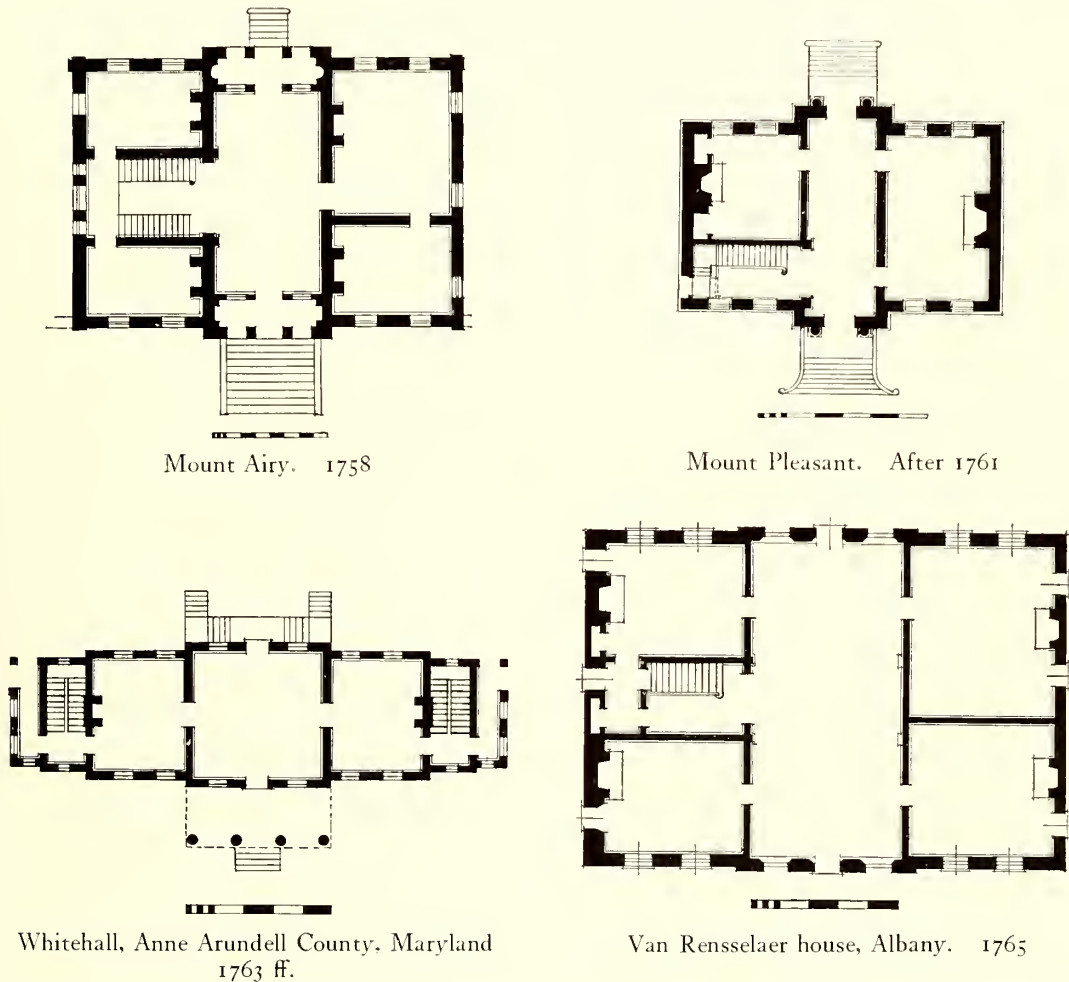 Mount Airy. 1758
Mount Pleasant. After 1761
Whitehall, Anne Arundell County, Maryland
1763 ff.
Van Rensselaer house, Albany. 1765